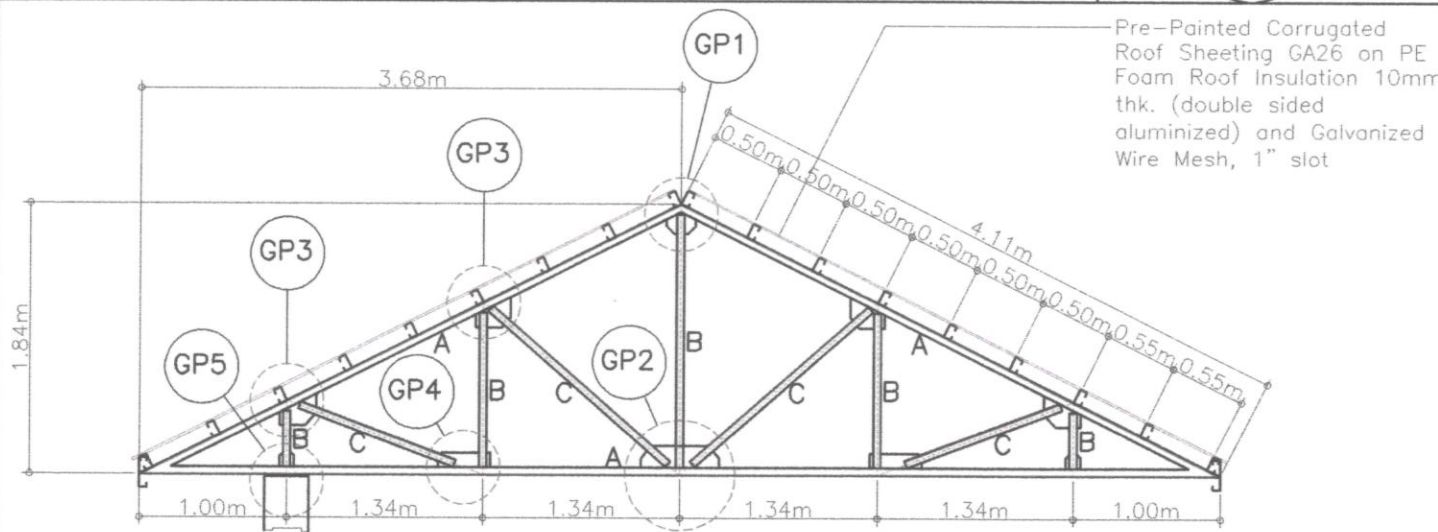 GP1
Pre-Painted Corrugated
Roof Sheeting GA26 on PE
Foam Roof Insulation 10mm
thk. (double sided
aluminized) and Galvanized
Wire Mesh, 1" slot
3.68m
GP3
0.50m
0.50m
0.50m
0.50m
0.50m
0.50m
0.55m
0.55m
4.11m
GP3
1.84m
GP5
GP4
GP2
A
B
A
B
C
C
B
B
C
A
C
B
1.00m
1.34m
1.34m
1.34m
1.34m
1.00m